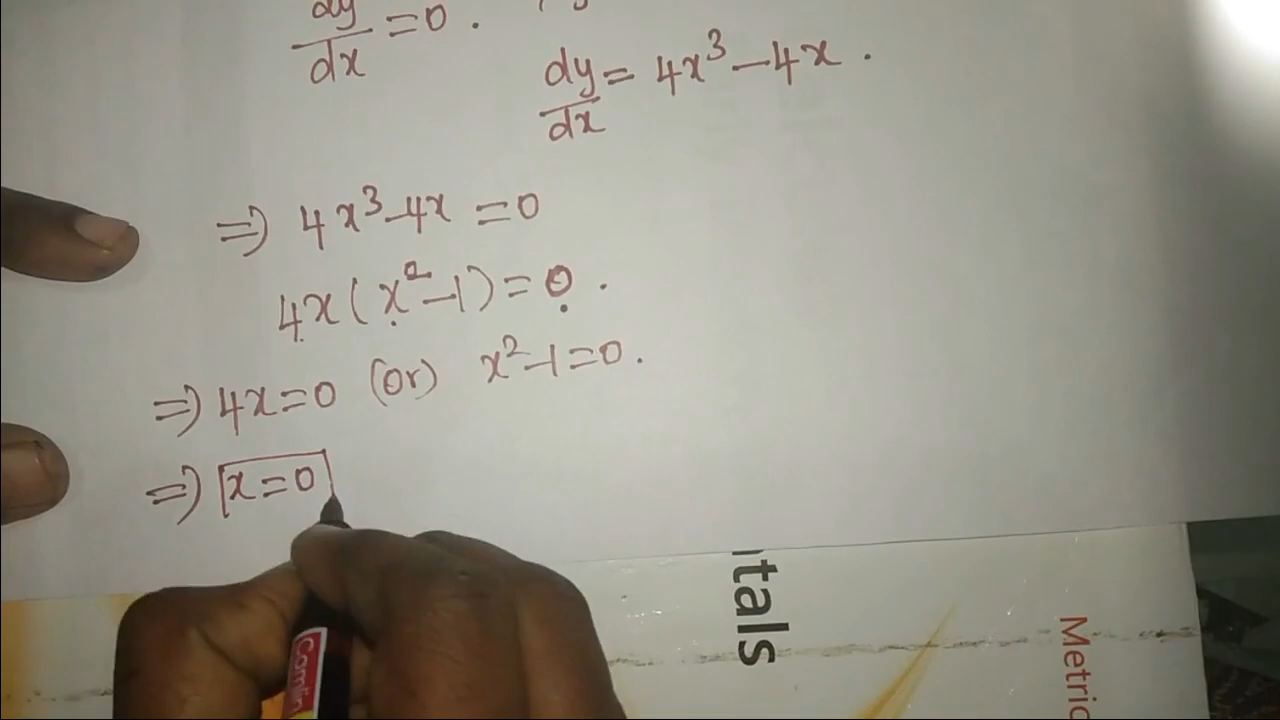 dy/dx = 0 .
dy/dx = 4x³ - 4x .
⇒ 4x³ - 4x = 0
4x ( x² - 1 ) = 0 .
⇒ 4x = 0 (or) x² - 1 = 0 .
⇒ x = 0
tals
Metric